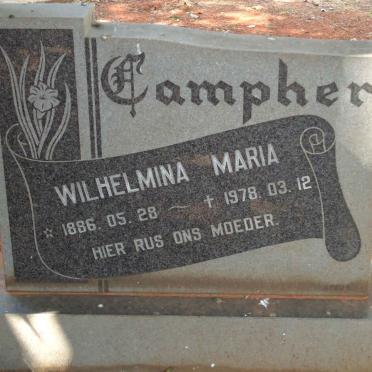 Campher
WILHELMINA MARIA
☆ 1886. 05. 28 ~ † 1978. 03. 12
HIER RUS ONS MOEDER.